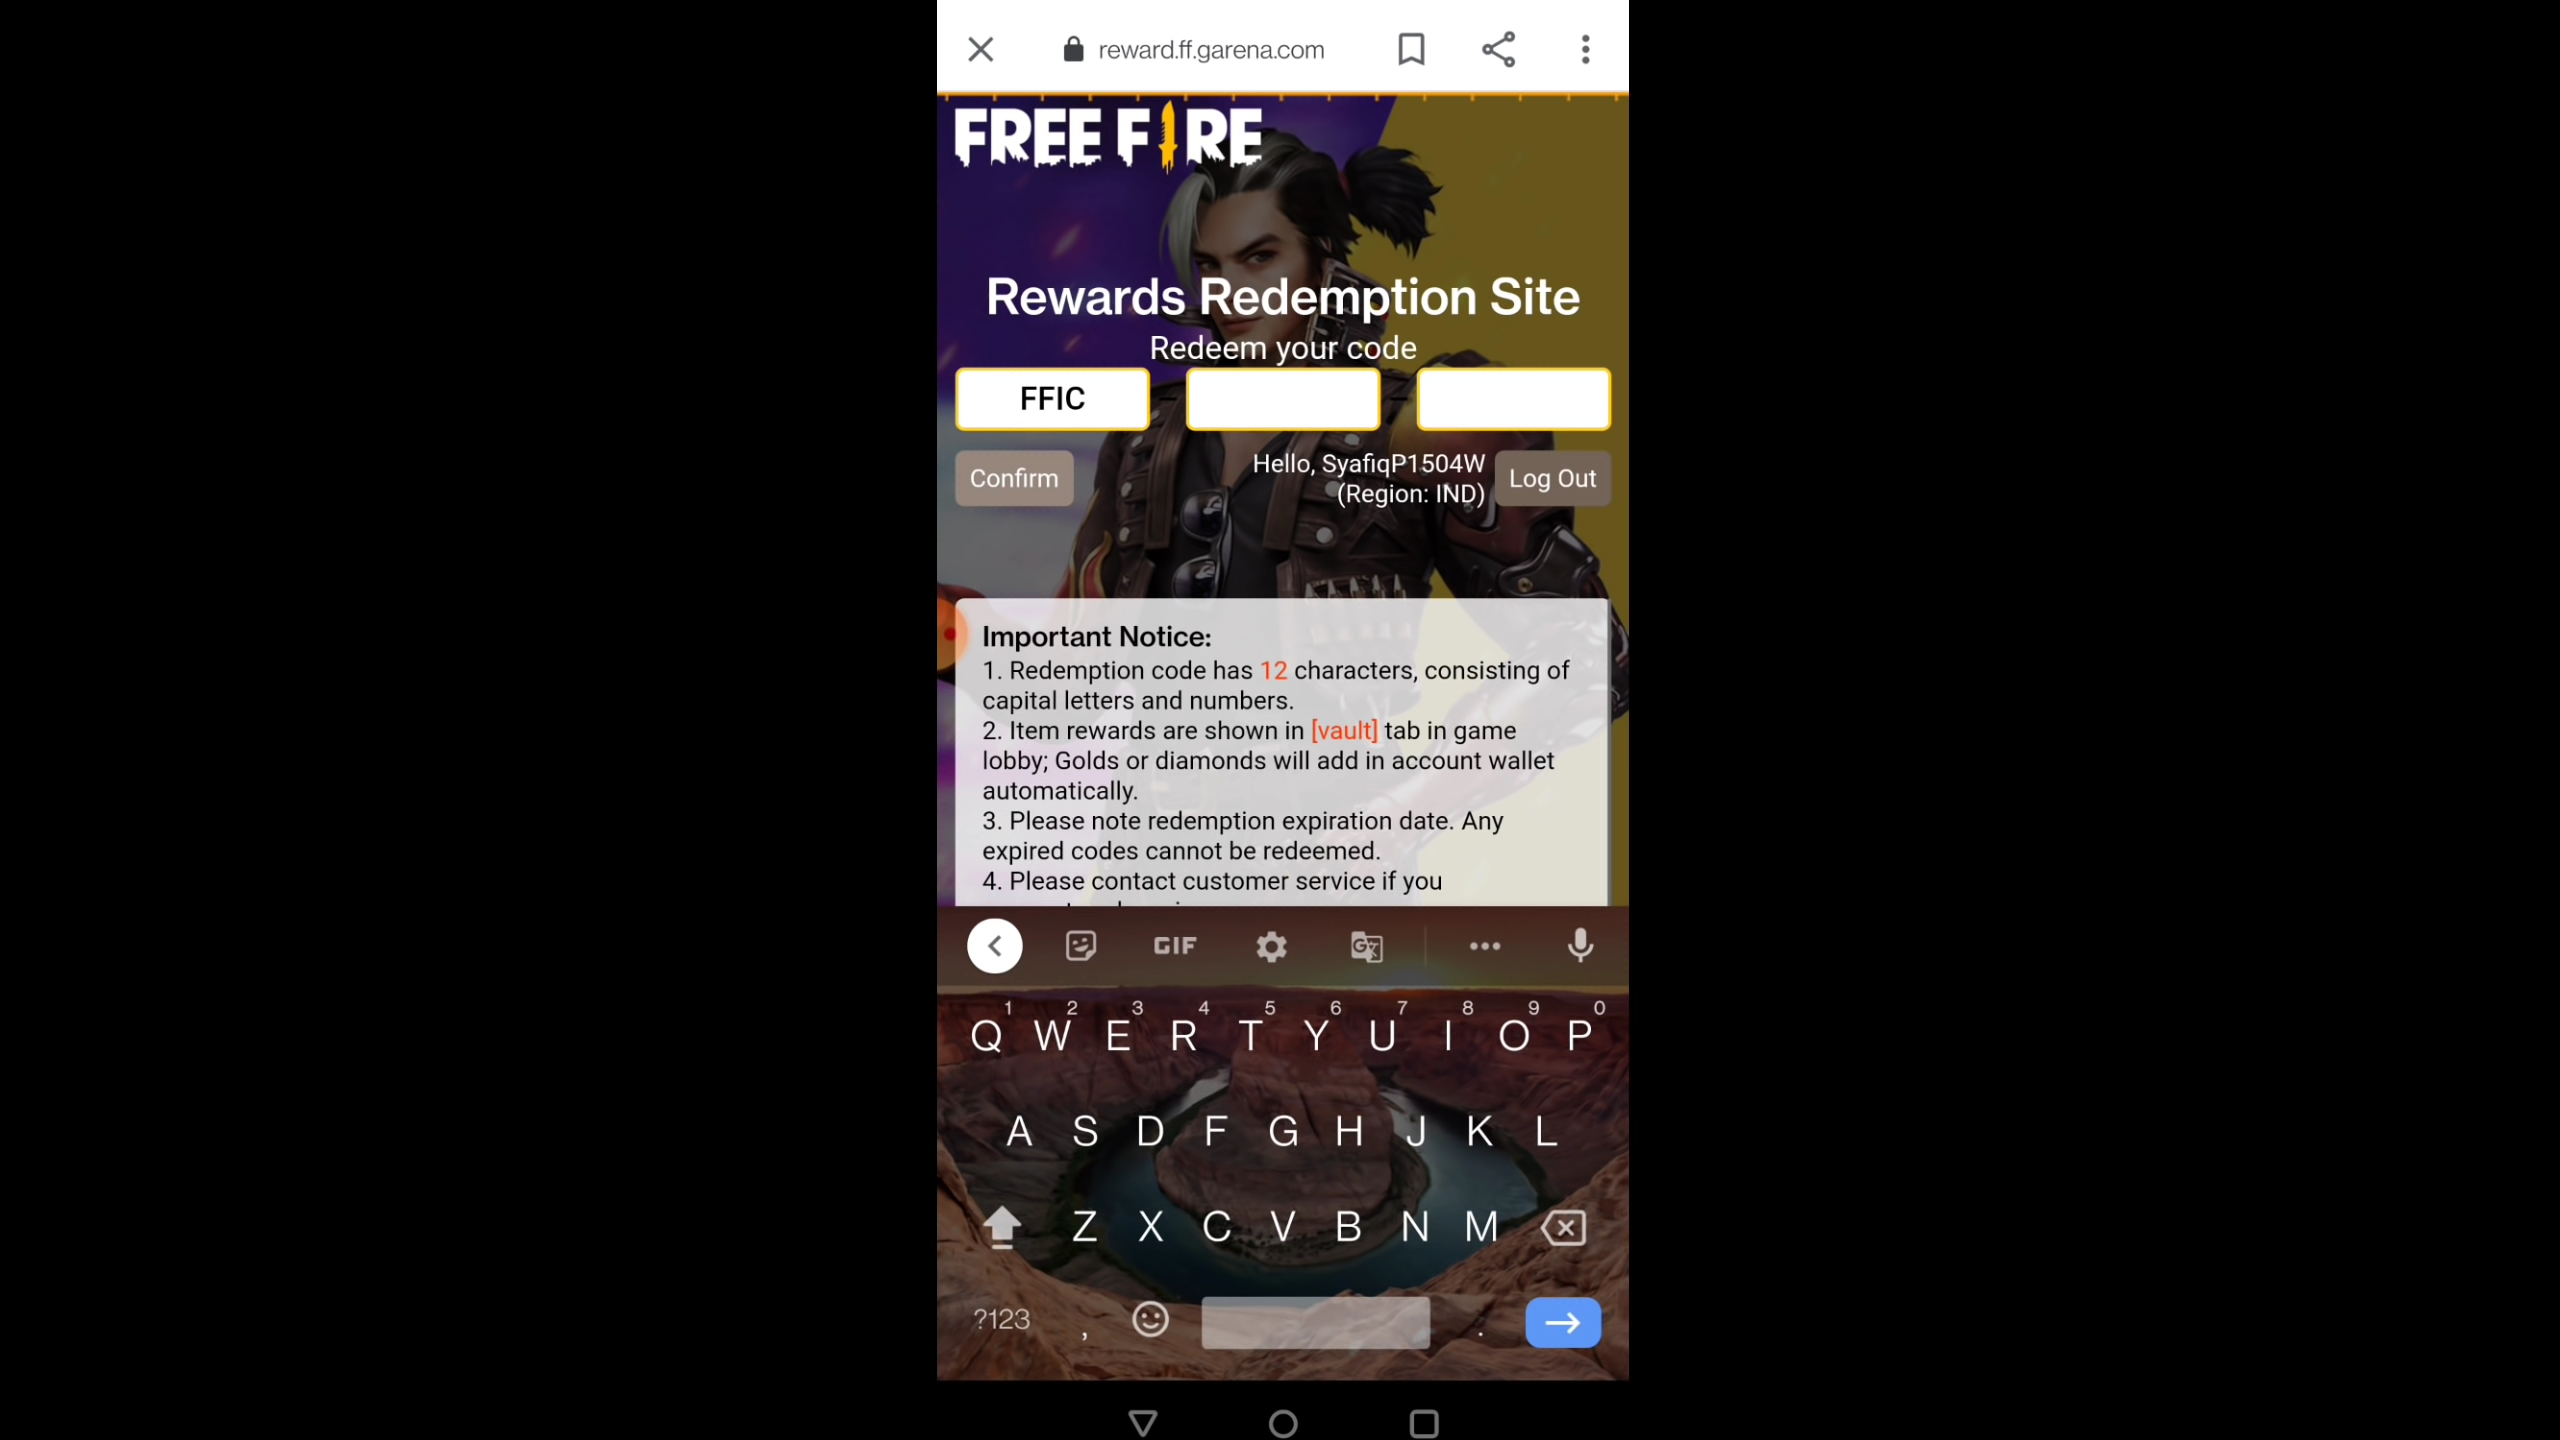 reward.ff.garena.com
FREE FIRE
Rewards Redemption Site
Redeem your code
FFIC - -
Confirm
Hello, SyafiqP1504W
(Region: IND)
Log Out
Important Notice:
1. Redemption code has 12 characters, consisting of
capital letters and numbers.
2. Item rewards are shown in [vault] tab in game
lobby; Golds or diamonds will add in account wallet
automatically.
3. Please note redemption expiration date. Any
expired codes cannot be redeemed.
4. Please contact customer service if you
GIF
1 2 3 4 5 6 7 8 9 0
Q W E R T Y U I O P
A S D F G H J K L
Z X C V B N M
?123 , .